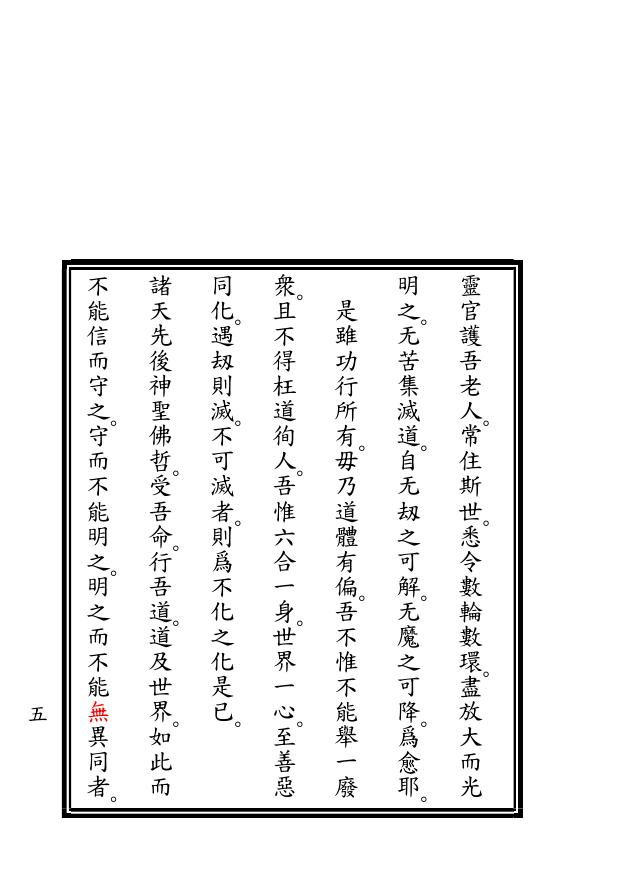 靈官護吾老人。常住斯世。悉令數輪數環。盡放大而光
明之。无苦集滅道。自无刼之可解。无魔之可降。爲愈耶。
是雖功行所有。毋乃道體有偏。吾不惟不能舉一廢
衆。且不得枉道徇人。吾惟六合一身。世界一心。至善惡
同化。遇刼則滅。不可滅者。則爲不化之化是已。
諸天先後神聖佛哲。受吾命。行吾道。道及世界。如此而
不能信而守之。守而不能明之。明之而不能無異同者。
五